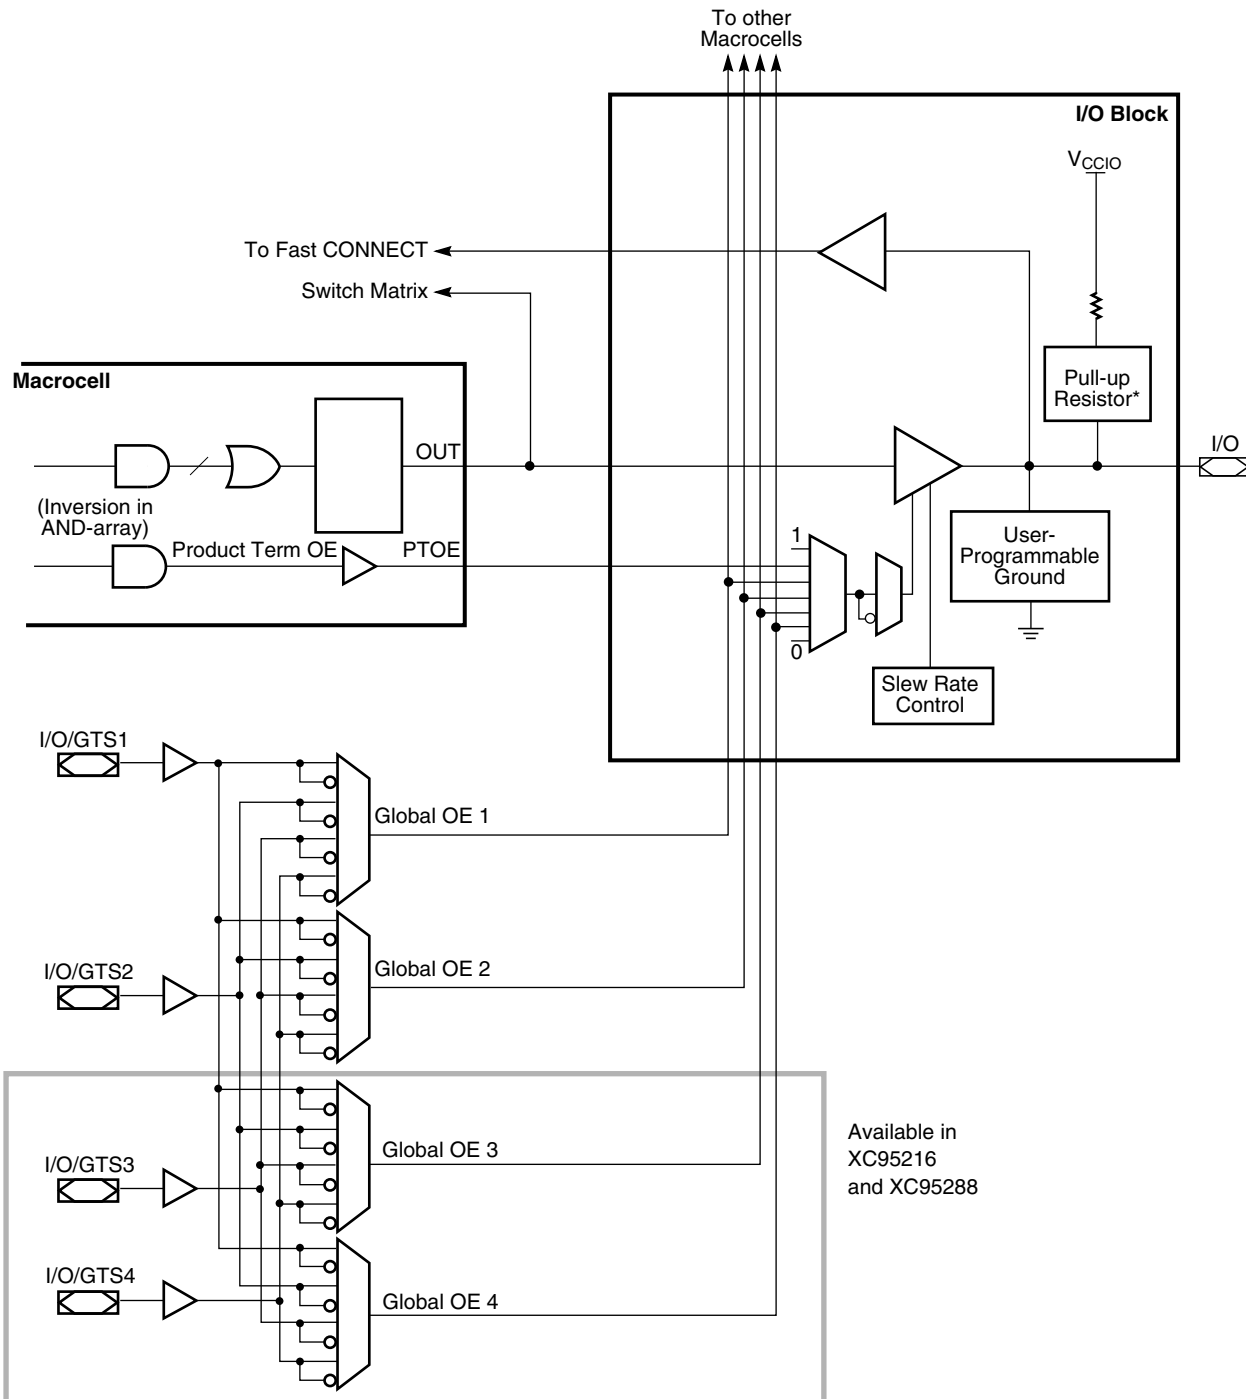 To other
Macrocells
I/O Block
VCCIO
To Fast CONNECT
Switch Matrix
Macrocell
Pull-up
Resistor*
OUT
I/O
(Inversion in
AND-array)
Product Term OE
PTOE
1
User-
Programmable
Ground
0
Slew Rate
Control
I/O/GTS1
Global OE 1
I/O/GTS2
Global OE 2
I/O/GTS3
Global OE 3
Available in
XC95216
and XC95288
I/O/GTS4
Global OE 4